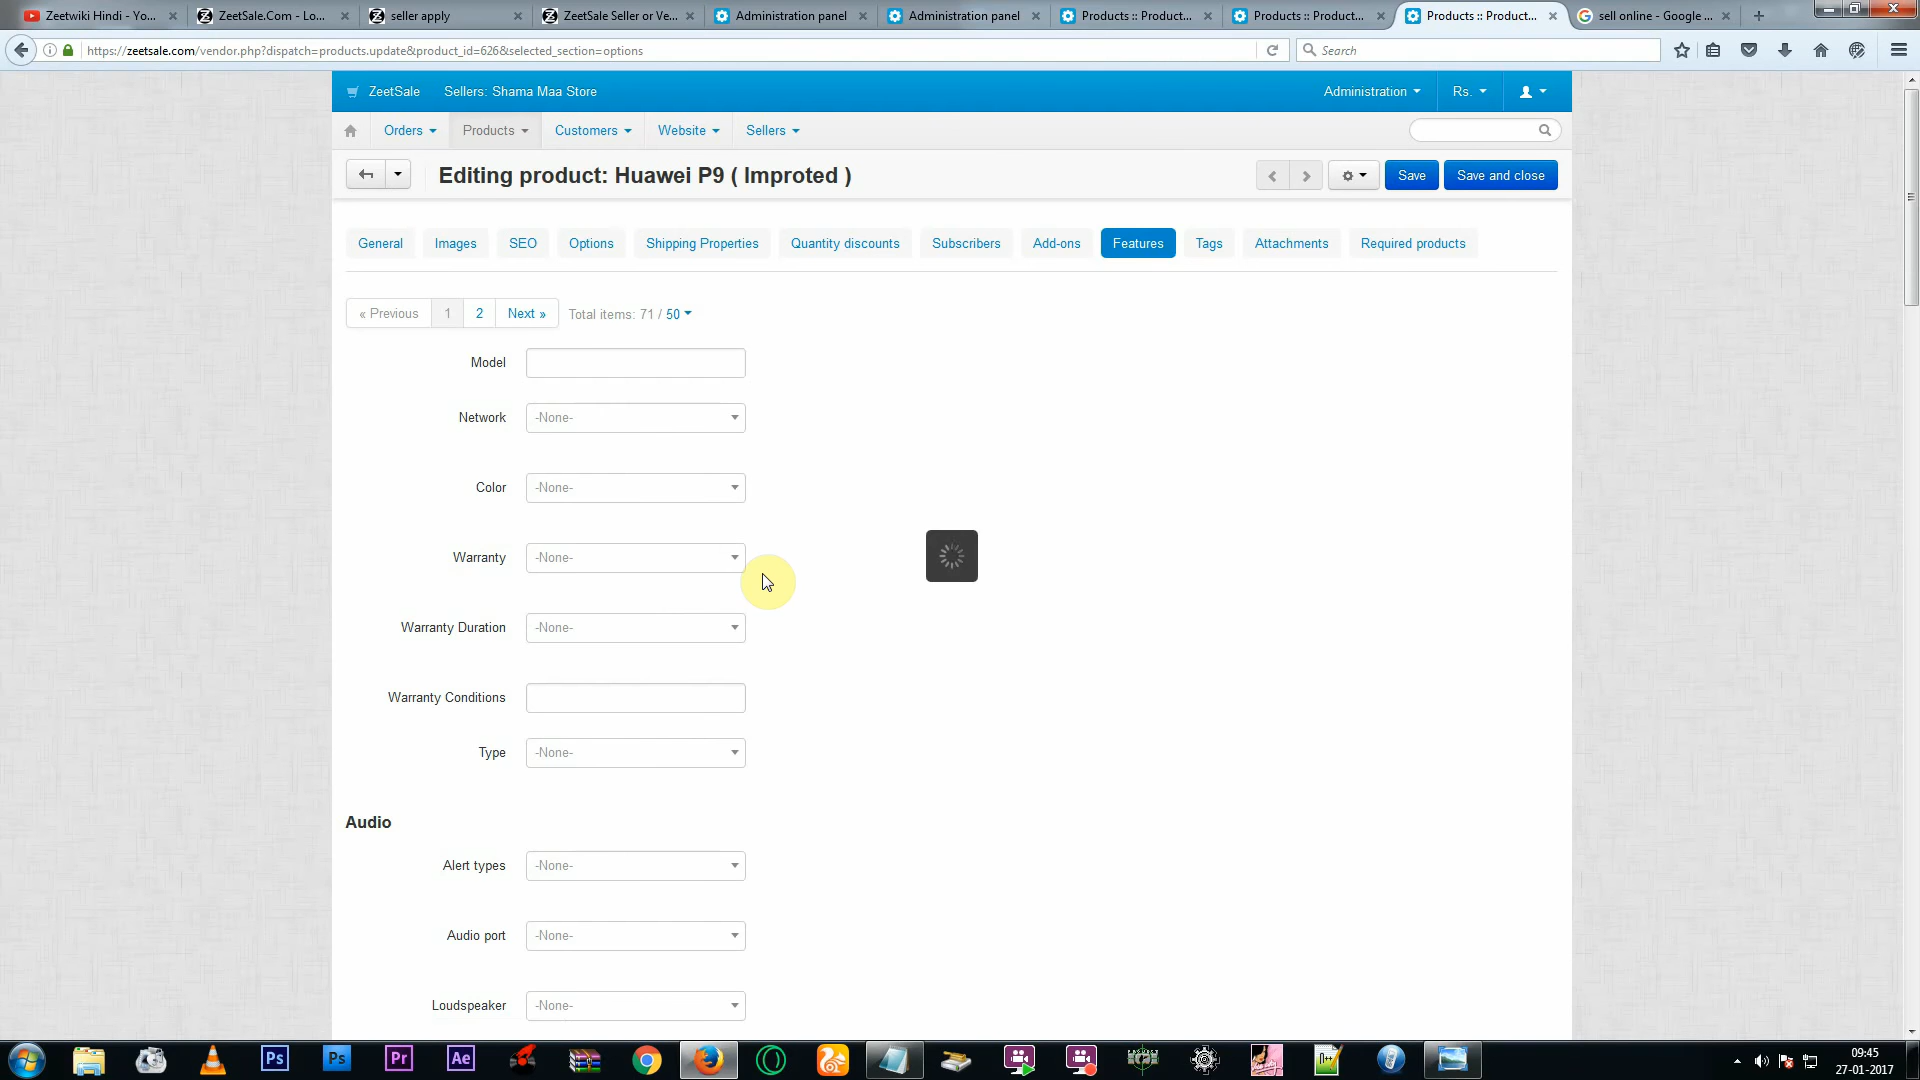 Zeetwiki Hindi - Yo...
ZeetSale.Com - Lo...
seller apply
ZeetSale Seller or Ve...
Administration panel
Administration panel
Products :: Product...
Products :: Product...
Products :: Product...
sell online - Google ...
https://zeetsale.com/vendor.php?dispatch=products.update&product_id=626&selected_section=options
Search
ZeetSale Sellers: Shama Maa Store Administration Rs.
Orders Products Customers Website Sellers
Editing product: Huawei P9 ( Improted ) Save Save and close
General Images SEO Options Shipping Properties Quantity discounts Subscribers Add-ons Features Tags Attachments Required products
« Previous 1 2 Next » Total items: 71 / 50
Model
Network -None-
Color -None-
Warranty -None-
Warranty Duration -None-
Warranty Conditions
Type -None-
Audio
Alert types -None-
Audio port -None-
Loudspeaker -None-
Ps Ps Pr Ae
09:45
27-01-2017